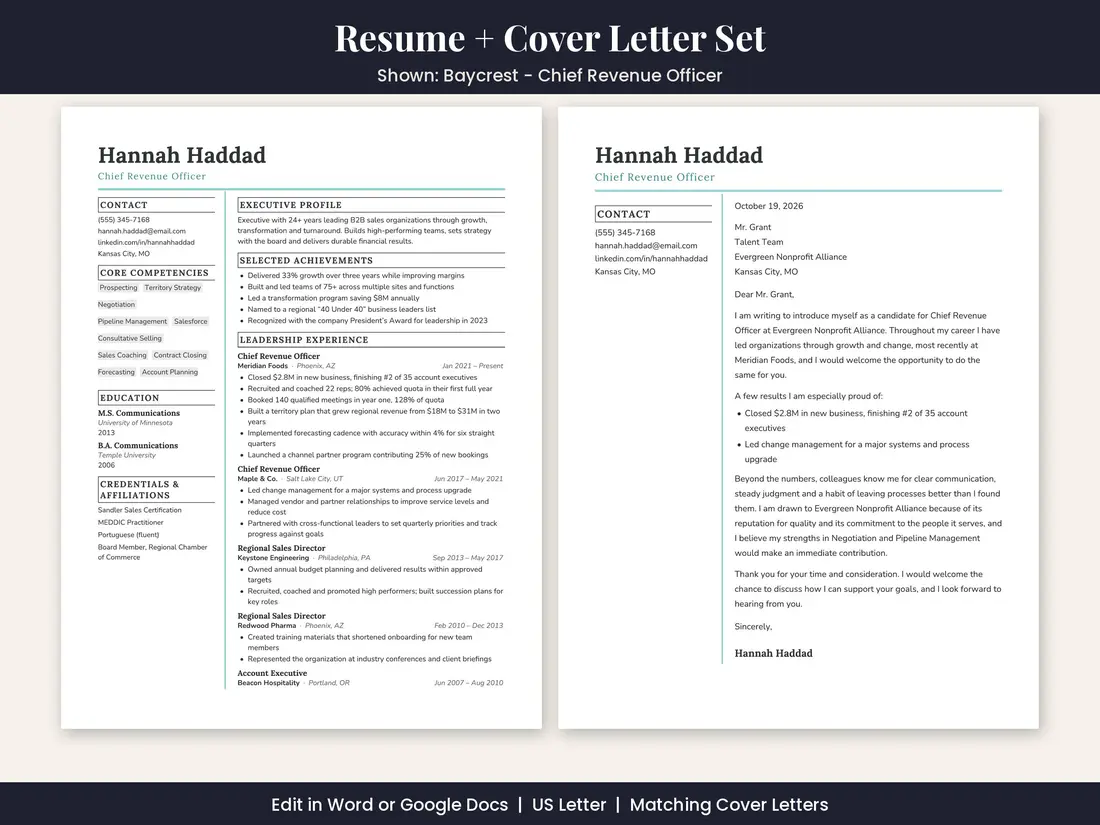 Resume + Cover Letter Set
Shown: Baycrest - Chief Revenue Officer
Hannah Haddad
Chief Revenue Officer
CONTACT
(555) 345-7168
hannah.haddad@email.com
linkedin.com/in/hannahhaddad
Kansas City, MO
CORE COMPETENCIES
Prospecting Territory Strategy
Negotiation
Pipeline Management Salesforce
Consultative Selling
Sales Coaching Contract Closing
Forecasting Account Planning
EDUCATION
M.S. Communications
University of Minnesota
2013
B.A. Communications
Temple University
2006
CREDENTIALS &
AFFILIATIONS
Sandler Sales Certification
MEDDIC Practitioner
Portuguese (fluent)
Board Member, Regional Chamber
of Commerce
EXECUTIVE PROFILE
Executive with 24+ years leading B2B sales organizations through growth,
transformation and turnaround. Builds high-performing teams, sets strategy
with the board and delivers durable financial results.
SELECTED ACHIEVEMENTS
• Delivered 33% growth over three years while improving margins
• Built and led teams of 75+ across multiple sites and functions
• Led a transformation program saving $8M annually
• Named to a regional “40 Under 40” business leaders list
• Recognized with the company President’s Award for leadership in 2023
LEADERSHIP EXPERIENCE
Chief Revenue Officer
Meridian Foods · Phoenix, AZ Jan 2021 – Present
• Closed $2.8M in new business, finishing #2 of 35 account executives
• Recruited and coached 22 reps; 80% achieved quota in their first full year
• Booked 140 qualified meetings in year one, 128% of quota
• Built a territory plan that grew regional revenue from $18M to $31M in two
years
• Implemented forecasting cadence with accuracy within 4% for six straight
quarters
• Launched a channel partner program contributing 25% of new bookings
Chief Revenue Officer
Maple & Co. · Salt Lake City, UT Jun 2017 – May 2021
• Led change management for a major systems and process upgrade
• Managed vendor and partner relationships to improve service levels and
reduce cost
• Partnered with cross-functional leaders to set quarterly priorities and track
progress against goals
Regional Sales Director
Keystone Engineering · Philadelphia, PA Sep 2013 – May 2017
• Owned annual budget planning and delivered results within approved
targets
• Recruited, coached and promoted high performers; built succession plans for
key roles
Regional Sales Director
Redwood Pharma · Phoenix, AZ Feb 2010 – Dec 2013
• Created training materials that shortened onboarding for new team
members
• Represented the organization at industry conferences and client briefings
Account Executive
Beacon Hospitality · Portland, OR Jun 2007 – Aug 2010
Hannah Haddad
Chief Revenue Officer
CONTACT
(555) 345-7168
hannah.haddad@email.com
linkedin.com/in/hannahhaddad
Kansas City, MO
October 19, 2026
Mr. Grant
Talent Team
Evergreen Nonprofit Alliance
Kansas City, MO
Dear Mr. Grant,
I am writing to introduce myself as a candidate for Chief Revenue
Officer at Evergreen Nonprofit Alliance. Throughout my career I have
led organizations through growth and change, most recently at
Meridian Foods, and I would welcome the opportunity to do the
same for you.
A few results I am especially proud of:
• Closed $2.8M in new business, finishing #2 of 35 account
executives
• Led change management for a major systems and process
upgrade
Beyond the numbers, colleagues know me for clear communication,
steady judgment and a habit of leaving processes better than I found
them. I am drawn to Evergreen Nonprofit Alliance because of its
reputation for quality and its commitment to the people it serves, and
I believe my strengths in Negotiation and Pipeline Management
would make an immediate contribution.
Thank you for your time and consideration. I would welcome the
chance to discuss how I can support your goals, and I look forward to
hearing from you.
Sincerely,
Hannah Haddad
Edit in Word or Google Docs | US Letter | Matching Cover Letters